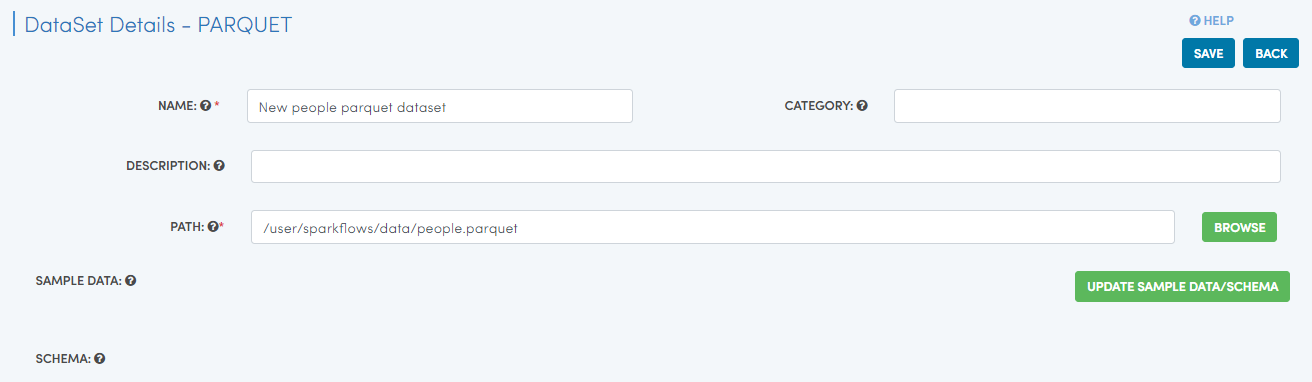 DataSet Details - PARQUET
HELP
SAVE BACK
NAME: * New people parquet dataset CATEGORY:
DESCRIPTION:
PATH: * /user/sparkflows/data/people.parquet BROWSE
SAMPLE DATA: UPDATE SAMPLE DATA/SCHEMA
SCHEMA: